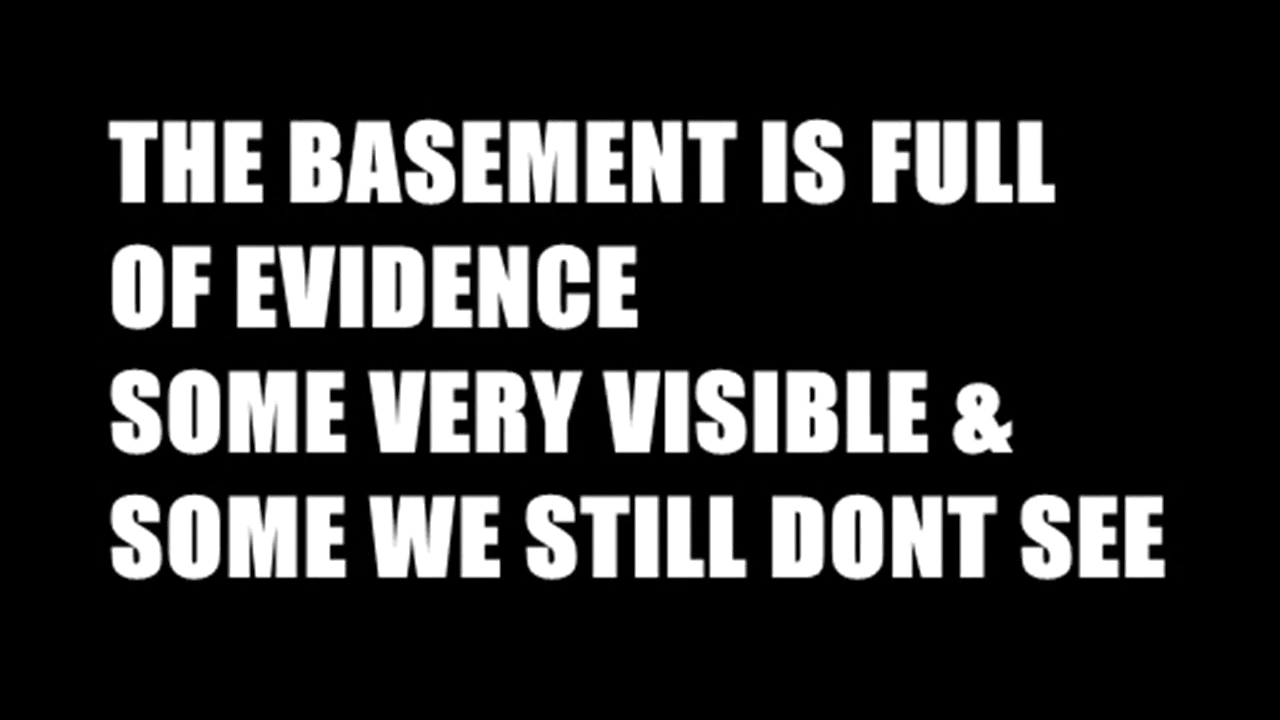 THE BASEMENT IS FULL
OF EVIDENCE
SOME VERY VISIBLE &
SOME WE STILL DONT SEE